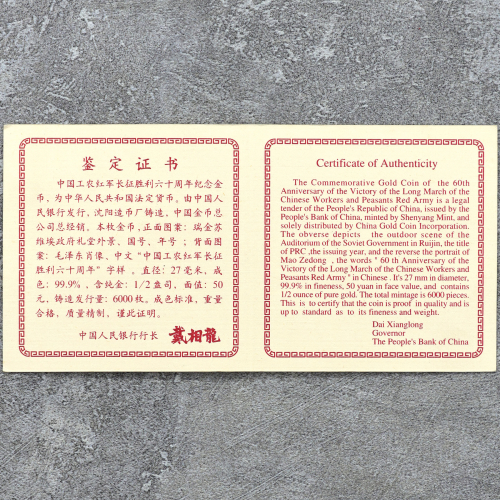 鉴定证书
中国工农红军长征胜利六十周年纪念金
币，为中华人民共和国法定货币。由中国人
民银行发行，沈阳造币厂铸造，中国金币总
公司总经销。本枚金币，正面图案：瑞金苏
维埃政府礼堂外景、国号、年号；背面图
案：毛泽东肖像，中文“中国工农红军长征
胜利六十周年”字样。直径：27毫米，成
色：99.9%，含纯金：1/2盎司，面值：50
元，铸造发行量：6000枚。成色标准，重量
合格，质量精制，谨此证明。
中国人民银行行长 戴相龍
Certificate of Authenticity
The Commemorative Gold Coin of the 60th
Anniversary of the Victory of the Long March of the
Chinese Workers and Peasants Red Army is a legal
tender of the People's Republic of China, issued by the
People's Bank of China, minted by Shenyang Mint, and
solely distributed by China Gold Coin Incorporation.
The obverse depicts the outdoor scene of the
Auditorium of the Soviet Government in Ruijin, the title
of PRC ,the issuing year, and the reverse the portrait of
Mao Zedong , the words " 60 th Anniversary of the
Victory of the Long March of the Chinese Workers and
Peasants Red Army " in Chinese . It's 27 mm in diameter,
99.9% in fineness, 50 yuan in face value, and contains
1/2 ounce of pure gold. The total mintage is 6000 pieces.
This is to certify that the coin is proof in quality and is
up to standard as to its fineness and weight.
Dai Xianglong
Governor
The People's Bank of China